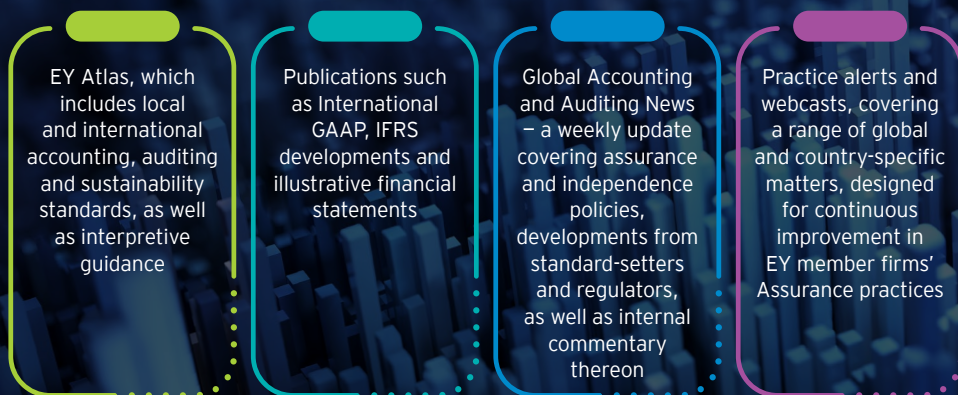 EY Atlas, which
includes local
and international
accounting, auditing
and sustainability
standards, as well
as interpretive
guidance
Publications such
as International
GAAP, IFRS
developments and
illustrative financial
statements
Global Accounting
and Auditing News
– a weekly update
covering assurance
and independence
policies,
developments from
standard-setters
and regulators,
as well as internal
commentary
thereon
Practice alerts and
webcasts, covering
a range of global
and country-specific
matters, designed
for continuous
improvement in
EY member firms’
Assurance practices